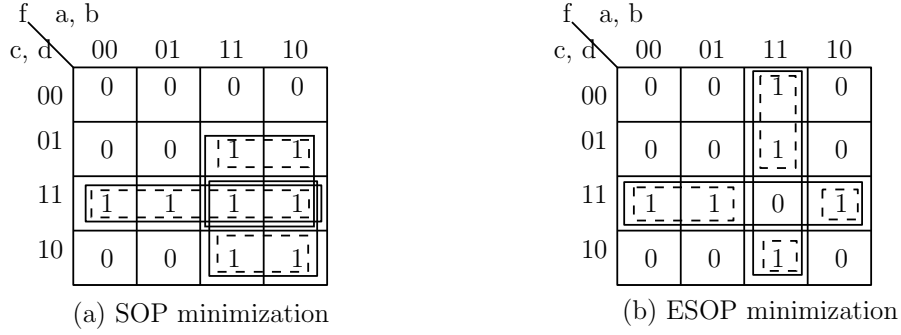 f a, b
c, d 00 01 11 10
00 0 0 0 0
01 0 0 1 1
11 1 1 1 1
10 0 0 1 1
(a) SOP minimization
f a, b
c, d 00 01 11 10
00 0 0 1 0
01 0 0 1 0
11 1 1 0 1
10 0 0 1 0
(b) ESOP minimization